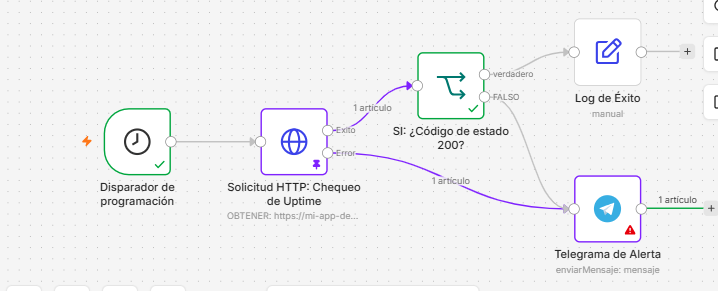 verdadero
FALSO
1 artículo
Éxito
Error
1 artículo
1 artículo
Log de Éxito
manual
SI: ¿Código de estado
200?
Disparador de
programación
Solicitud HTTP: Chequeo
de Uptime
OBTENER: https://mi-app-de...
Telegrama de Alerta
enviarMensaje: mensaje